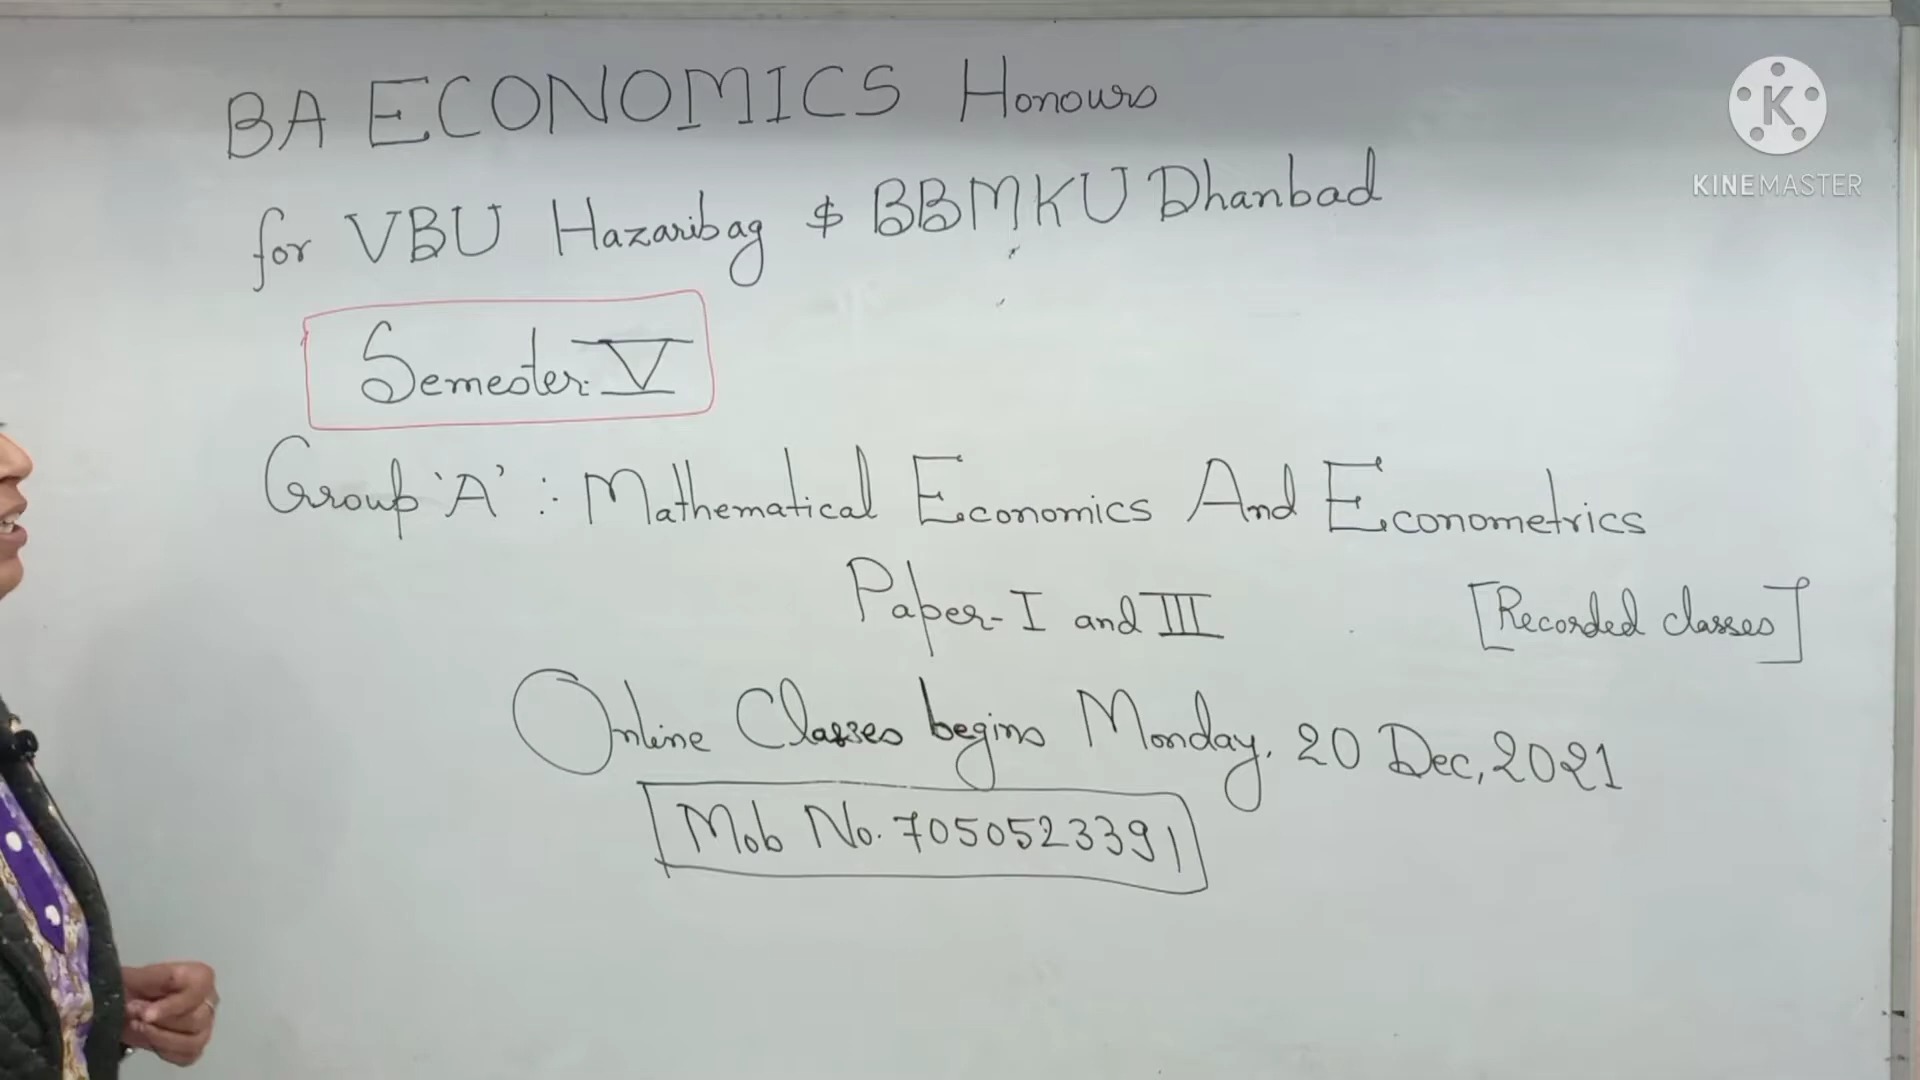 BA ECONOMICS Honours
for VBU Hazaribag & BBMKU Dhanbad
Semester-V
Group 'A' : Mathematical Economics And Econometrics
Paper-I and III [Recorded classes]
Online Classes begins Monday, 20 Dec, 2021
Mob No. 7050523391
K
KINEMASTER